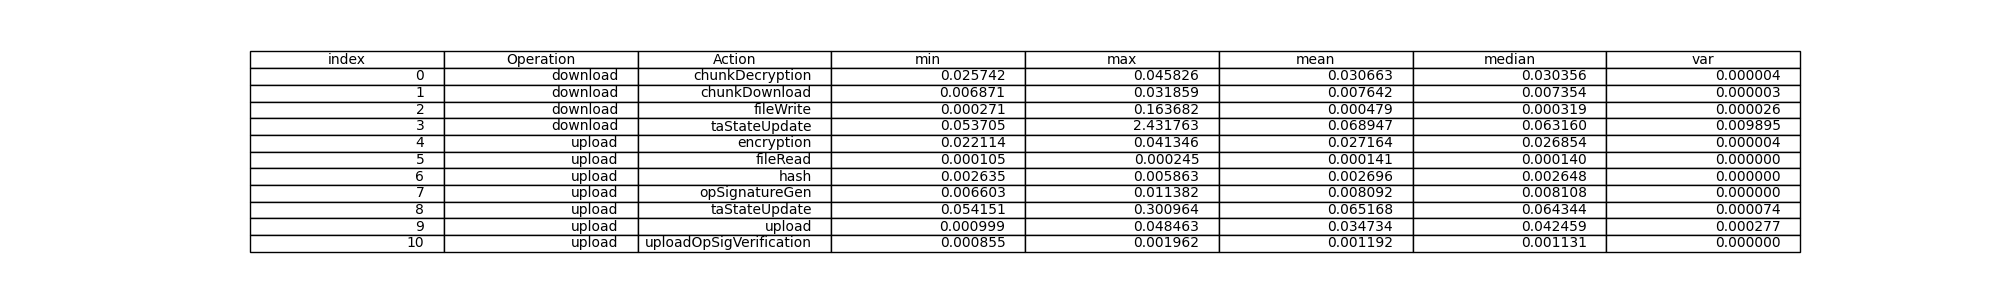 index Operation Action min max mean median var
0 download chunkDecryption 0.025742 0.045826 0.030663 0.030356 0.000004
1 download chunkDownload 0.006871 0.031859 0.007642 0.007354 0.000003
2 download fileWrite 0.000271 0.163682 0.000479 0.000319 0.000026
3 download taStateUpdate 0.053705 2.431763 0.068947 0.063160 0.009895
4 upload encryption 0.022114 0.041346 0.027164 0.026854 0.000004
5 upload fileRead 0.000105 0.000245 0.000141 0.000140 0.000000
6 upload hash 0.002635 0.005863 0.002696 0.002648 0.000000
7 upload opSignatureGen 0.006603 0.011382 0.008092 0.008108 0.000000
8 upload taStateUpdate 0.054151 0.300964 0.065168 0.064344 0.000074
9 upload upload 0.000999 0.048463 0.034734 0.042459 0.000277
10 upload uploadOpSigVerification 0.000855 0.001962 0.001192 0.001131 0.000000